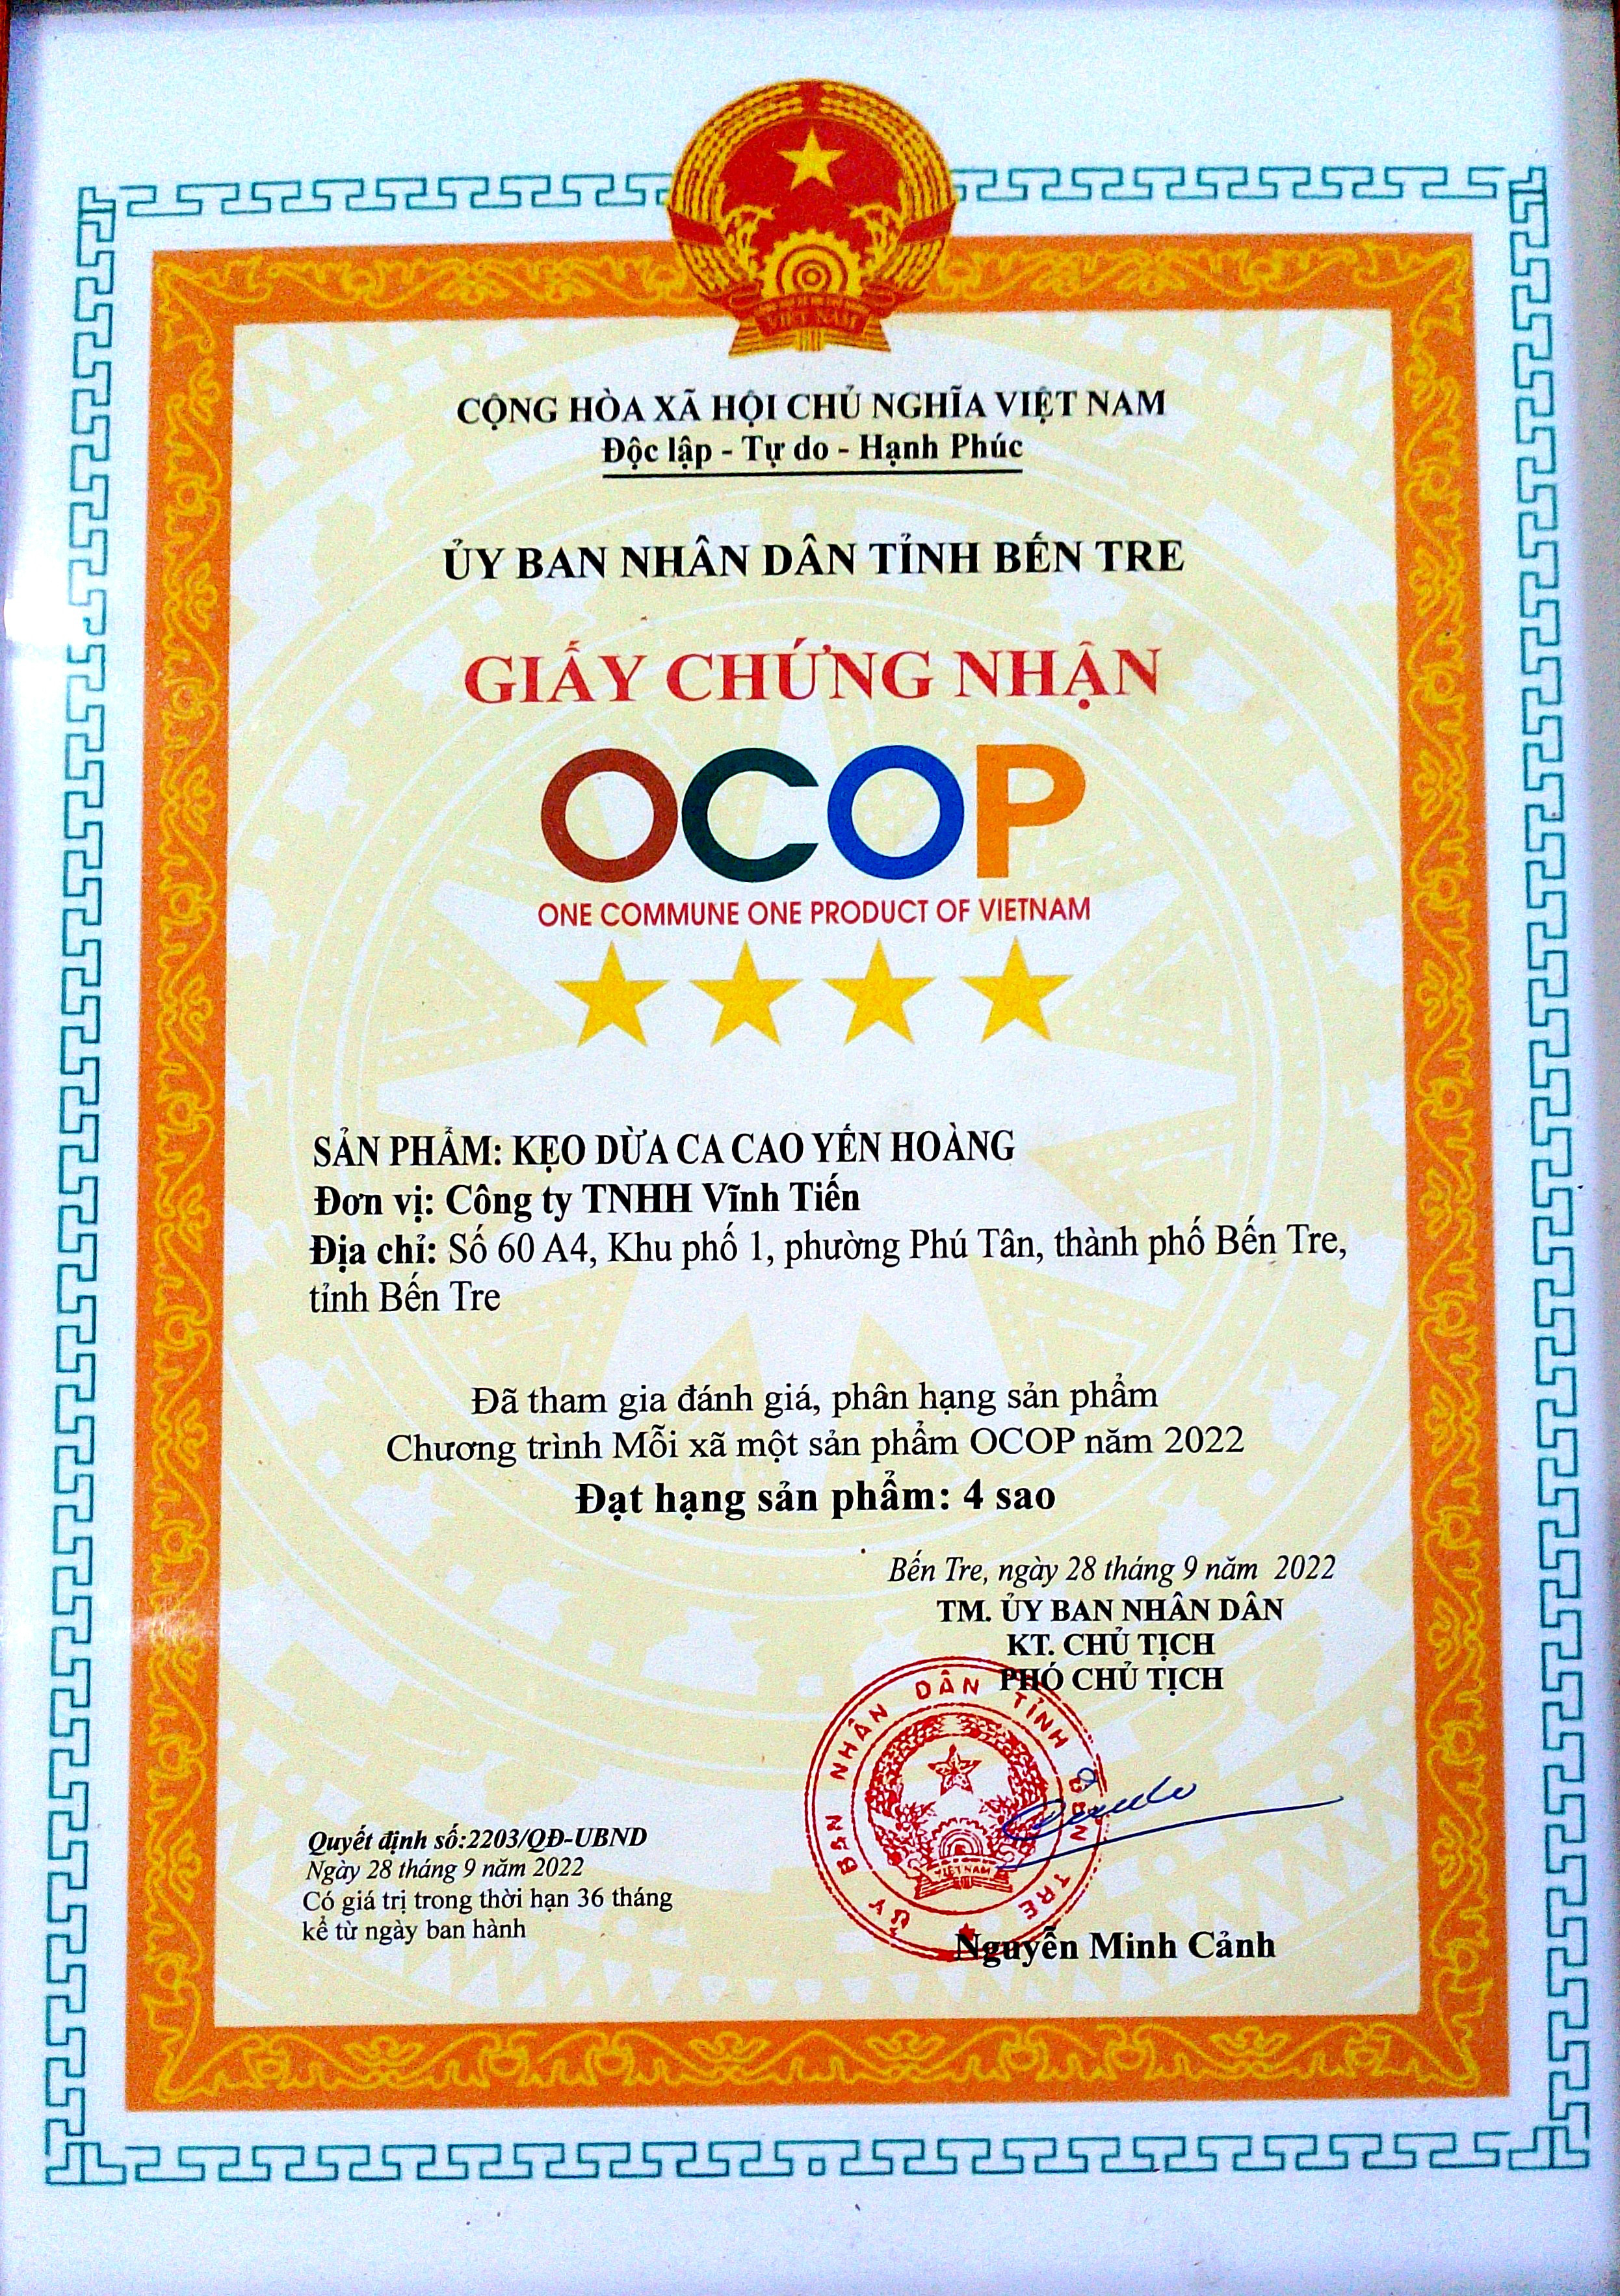 VIỆT NAM
CỘNG HÒA XÃ HỘI CHỦ NGHĨA VIỆT NAM
Độc lập - Tự do - Hạnh Phúc
ỦY BAN NHÂN DÂN TỈNH BẾN TRE
GIẤY CHỨNG NHẬN
OCOP
ONE COMMUNE ONE PRODUCT OF VIETNAM
SẢN PHẨM: KẸO DỪA CA CAO YẾN HOÀNG
Đơn vị: Công ty TNHH Vĩnh Tiến
Địa chỉ: Số 60 A4, Khu phố 1, phường Phú Tân, thành phố Bến Tre,
tỉnh Bến Tre
Đã tham gia đánh giá, phân hạng sản phẩm
Chương trình Mỗi xã một sản phẩm OCOP năm 2022
Đạt hạng sản phẩm: 4 sao
Bến Tre, ngày 28 tháng 9 năm 2022
TM. ỦY BAN NHÂN DÂN
KT. CHỦ TỊCH
PHÓ CHỦ TỊCH
ỦY BAN NHÂN DÂN TỈNH BẾN TRE
VIỆT NAM
Nguyễn Minh Cảnh
Quyết định số:2203/QĐ-UBND
Ngày 28 tháng 9 năm 2022
Có giá trị trong thời hạn 36 tháng
kể từ ngày ban hành